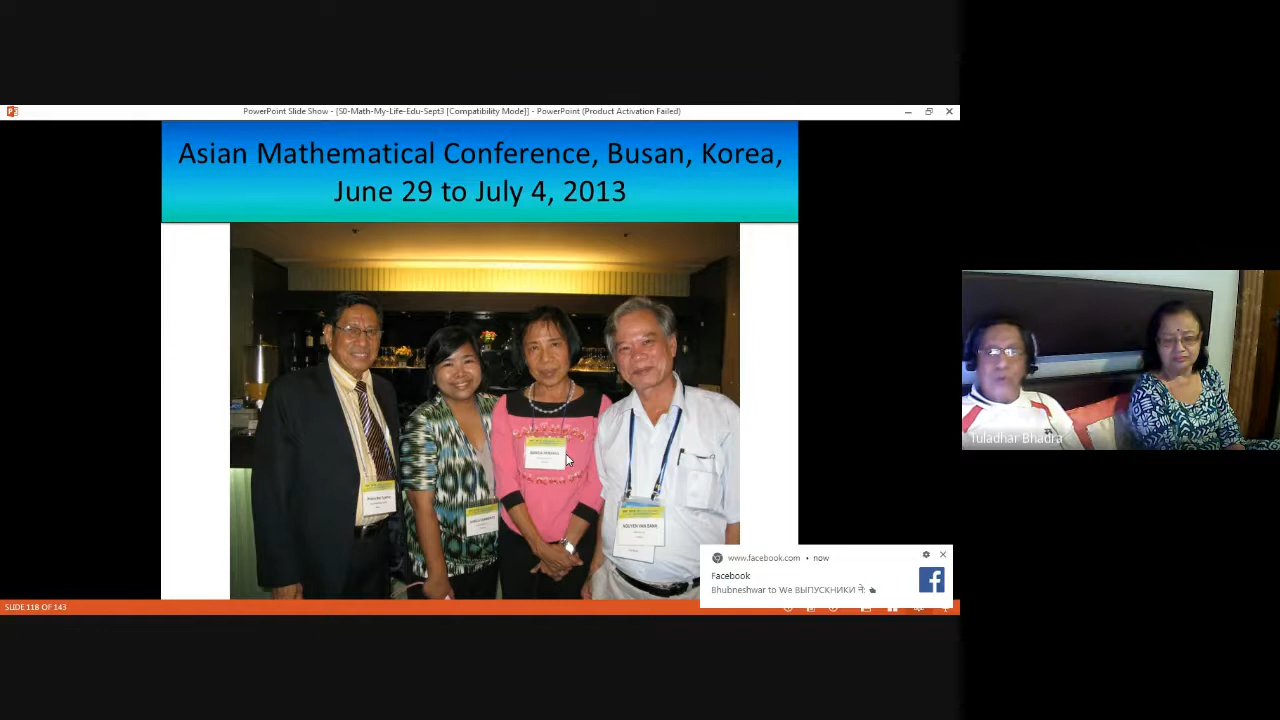 PowerPoint Slide Show - [S0-Math-My-Life-Edu-Sept3 [Compatibility Mode]] - PowerPoint (Product Activation Failed)
Asian Mathematical Conference, Busan, Korea,
June 29 to July 4, 2013
NGUYEN VAN SANH
Tuladhar Bhadra
www.facebook.com • now
Facebook
Bhubneshwar to We ВЫПУСКНИКИ ने:
SLIDE 118 OF 143